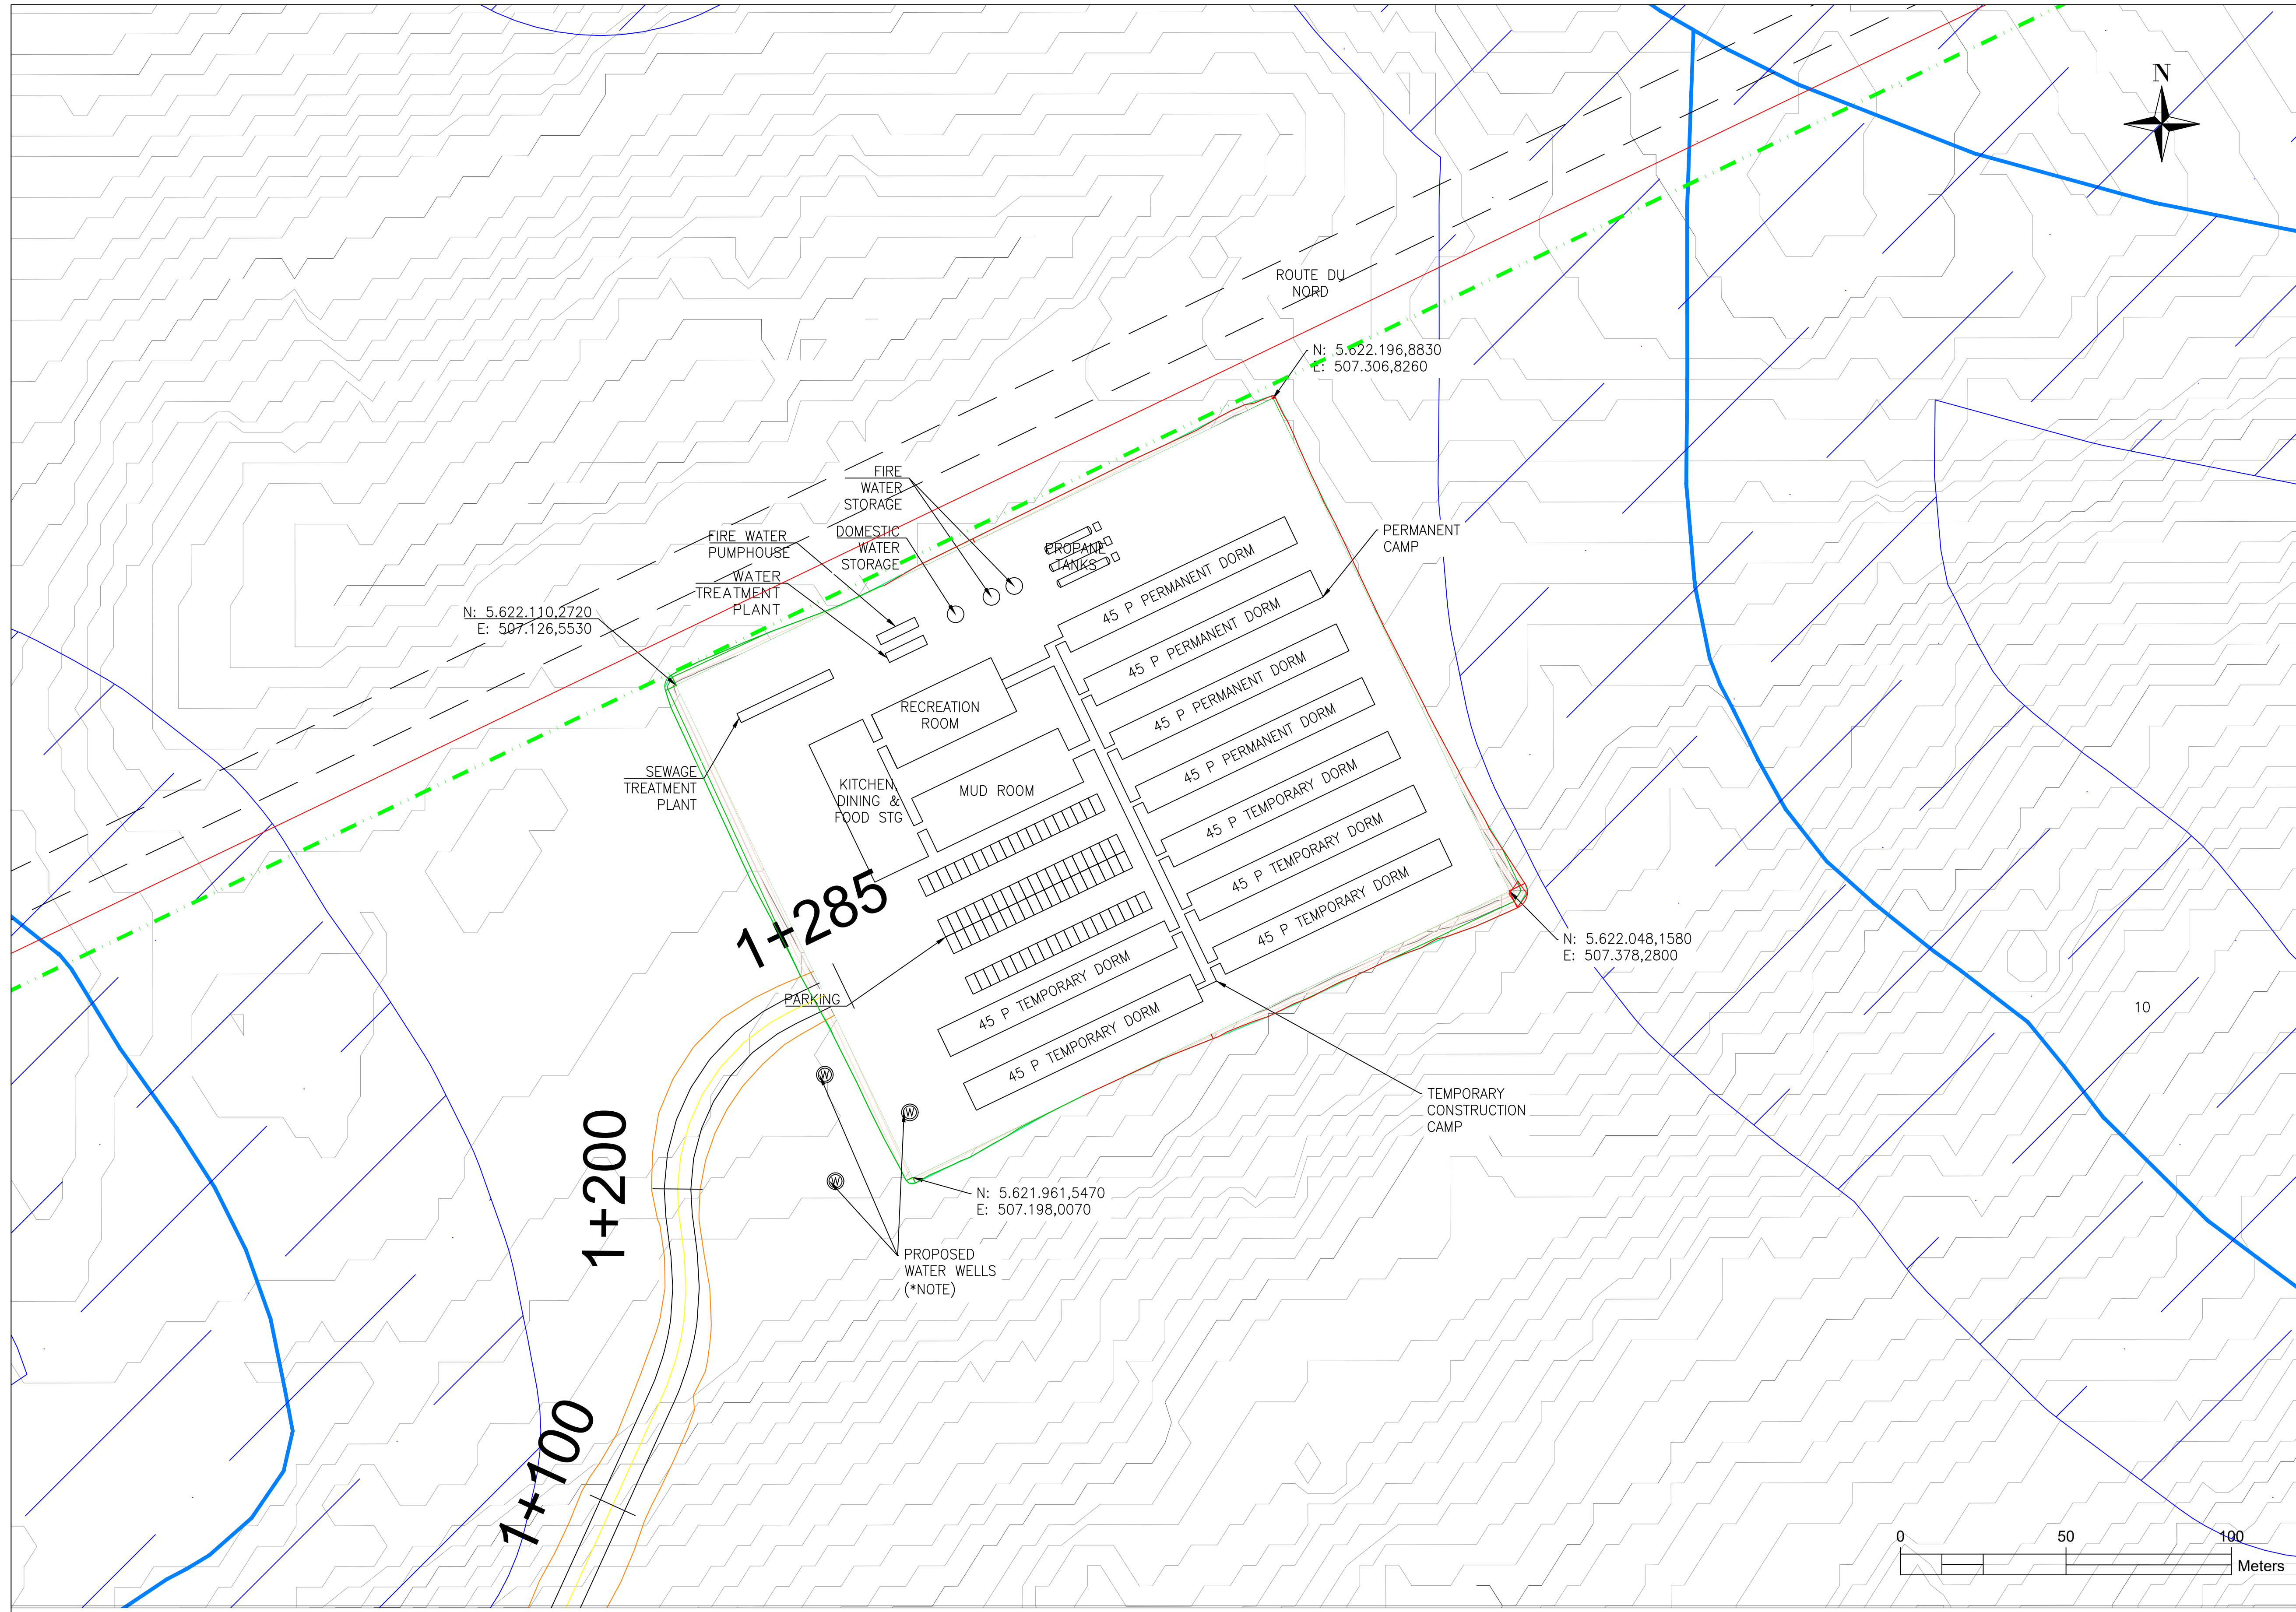 N
ROUTE DU
NORD
N: 5.622.196,8830
E: 507.306,8260
FIRE
WATER
STORAGE
FIRE WATER
PUMPHOUSE
DOMESTIC
WATER
STORAGE
PROPANE
TANKS
PERMANENT
CAMP
WATER
TREATMENT
PLANT
N: 5.622.110,2720
E: 507.126,5530
45 P PERMANENT DORM
45 P PERMANENT DORM
45 P PERMANENT DORM
45 P PERMANENT DORM
45 P TEMPORARY DORM
45 P TEMPORARY DORM
45 P TEMPORARY DORM
RECREATION
ROOM
SEWAGE
TREATMENT
PLANT
KITCHEN,
DINING &
FOOD STG
MUD ROOM
1+285
N: 5.622.048,1580
E: 507.378,2800
PARKING
45 P TEMPORARY DORM
45 P TEMPORARY DORM
10
W
W
W
TEMPORARY
CONSTRUCTION
CAMP
1+200
N: 5.621.961,5470
E: 507.198,0070
PROPOSED
WATER WELLS
(*NOTE)
1+100
0 50 100
Meters